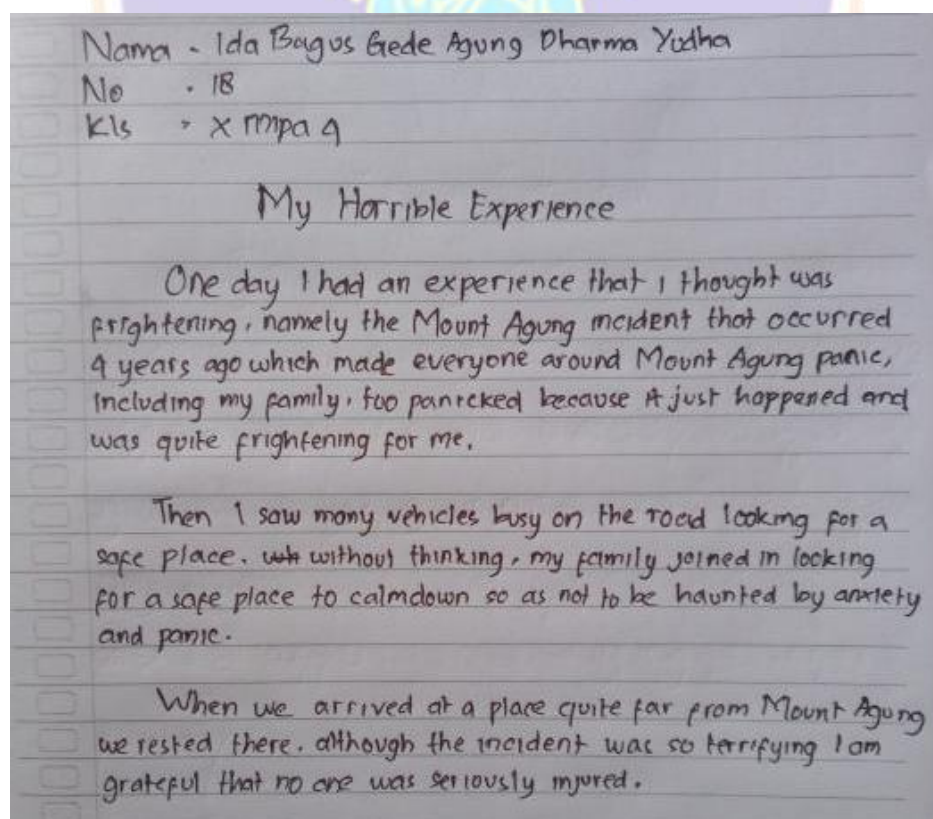 Nama - Ida Bagus Gede Agung Dharma Yudha
No . 18
Kls : X mipa 4
My Horrible Experience
One day I had an experience that I thought was
frightening, namely the Mount Agung incident that occurred
4 years ago which made everyone around Mount Agung panic,
including my family, too panicked because it just happened and
was quite frightening for me.
Then I saw many vehicles busy on the road looking for a
safe place. without thinking, my family joined in looking
for a safe place to calmdown so as not to be haunted by anxiety
and panic.
When we arrived at a place quite far from Mount Agung
we rested there. although the incident was so terrifying I am
grateful that no one was seriously injured.